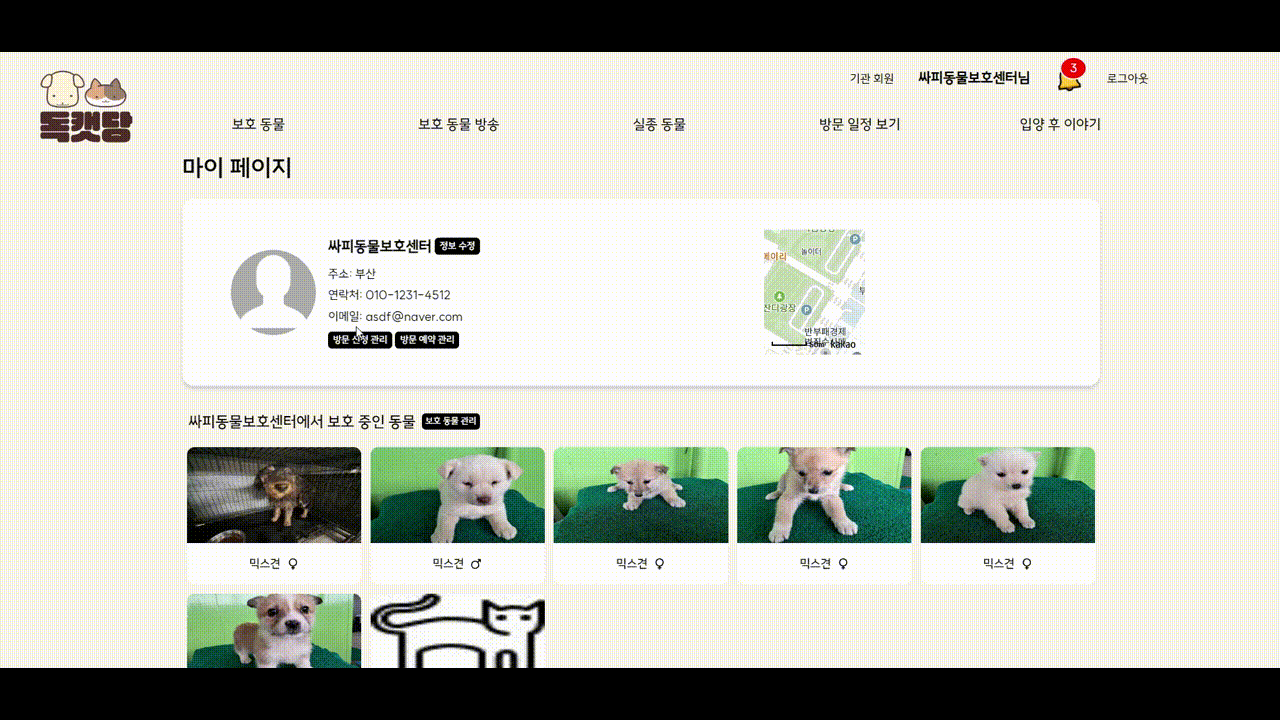 기관 회원 싸피동물보호센터님 3 로그아웃
독캣담
보호 동물 보호 동물 방송 실종 동물 방문 일정 보기 입양 후 이야기
마이 페이지
싸피동물보호센터 정보 수정
주소: 부산
연락처: 010-1231-4512
이메일: asdf@naver.com
방문 신청 관리 방문 예약 관리
P
놀이터
P
잔디광장
반부패경제
kakao
싸피동물보호센터에서 보호 중인 동물 보호 동물 관리
믹스견 ♀ 믹스견 ♂ 믹스견 ♀ 믹스견 ♀ 믹스견 ♀